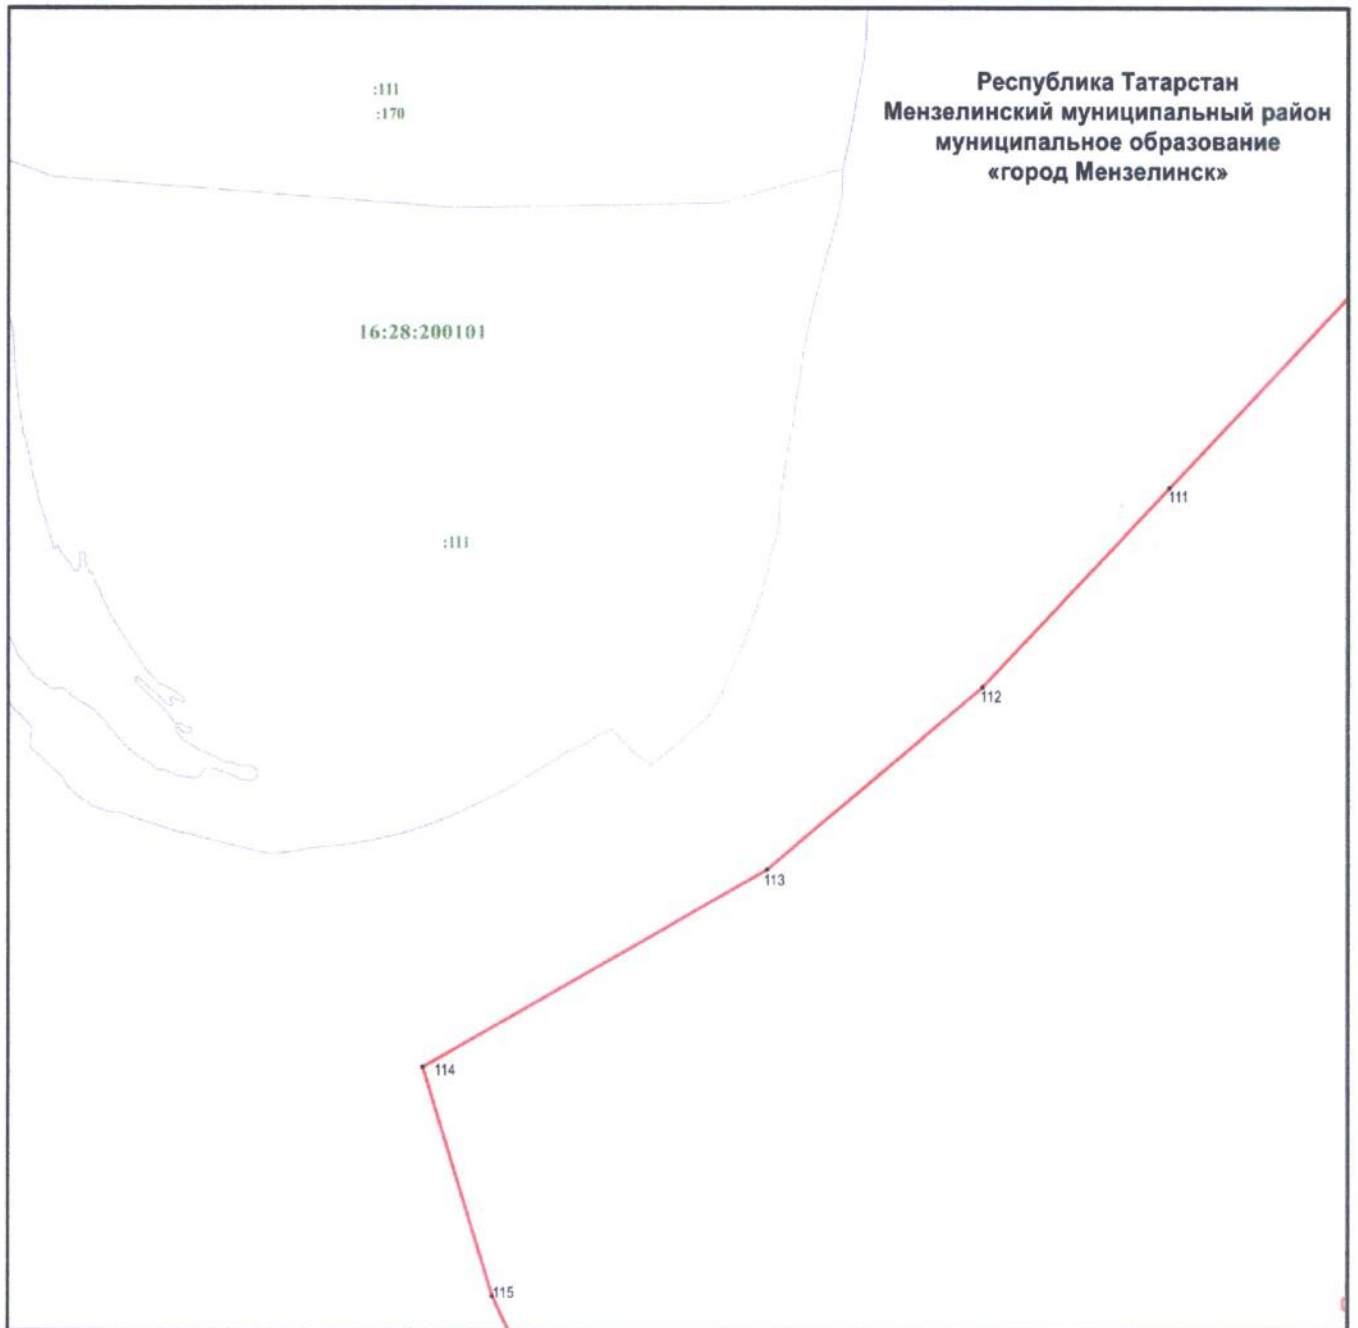 :111
:170
Республика Татарстан
Мензелинский муниципальный район
муниципальное образование
«город Мензелинск»
16:28:200101
111
:111
112
113
114
115